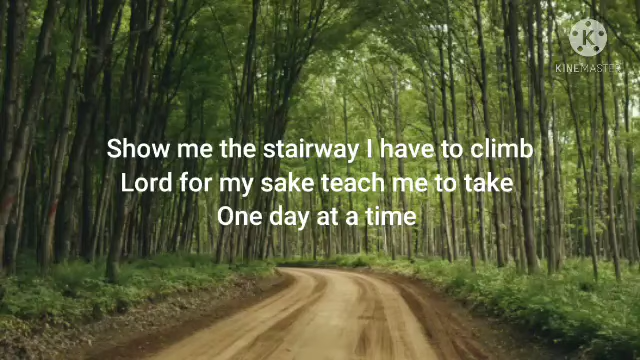 K
KINEMASTER
Show me the stairway I have to climb
Lord for my sake teach me to take
One day at a time